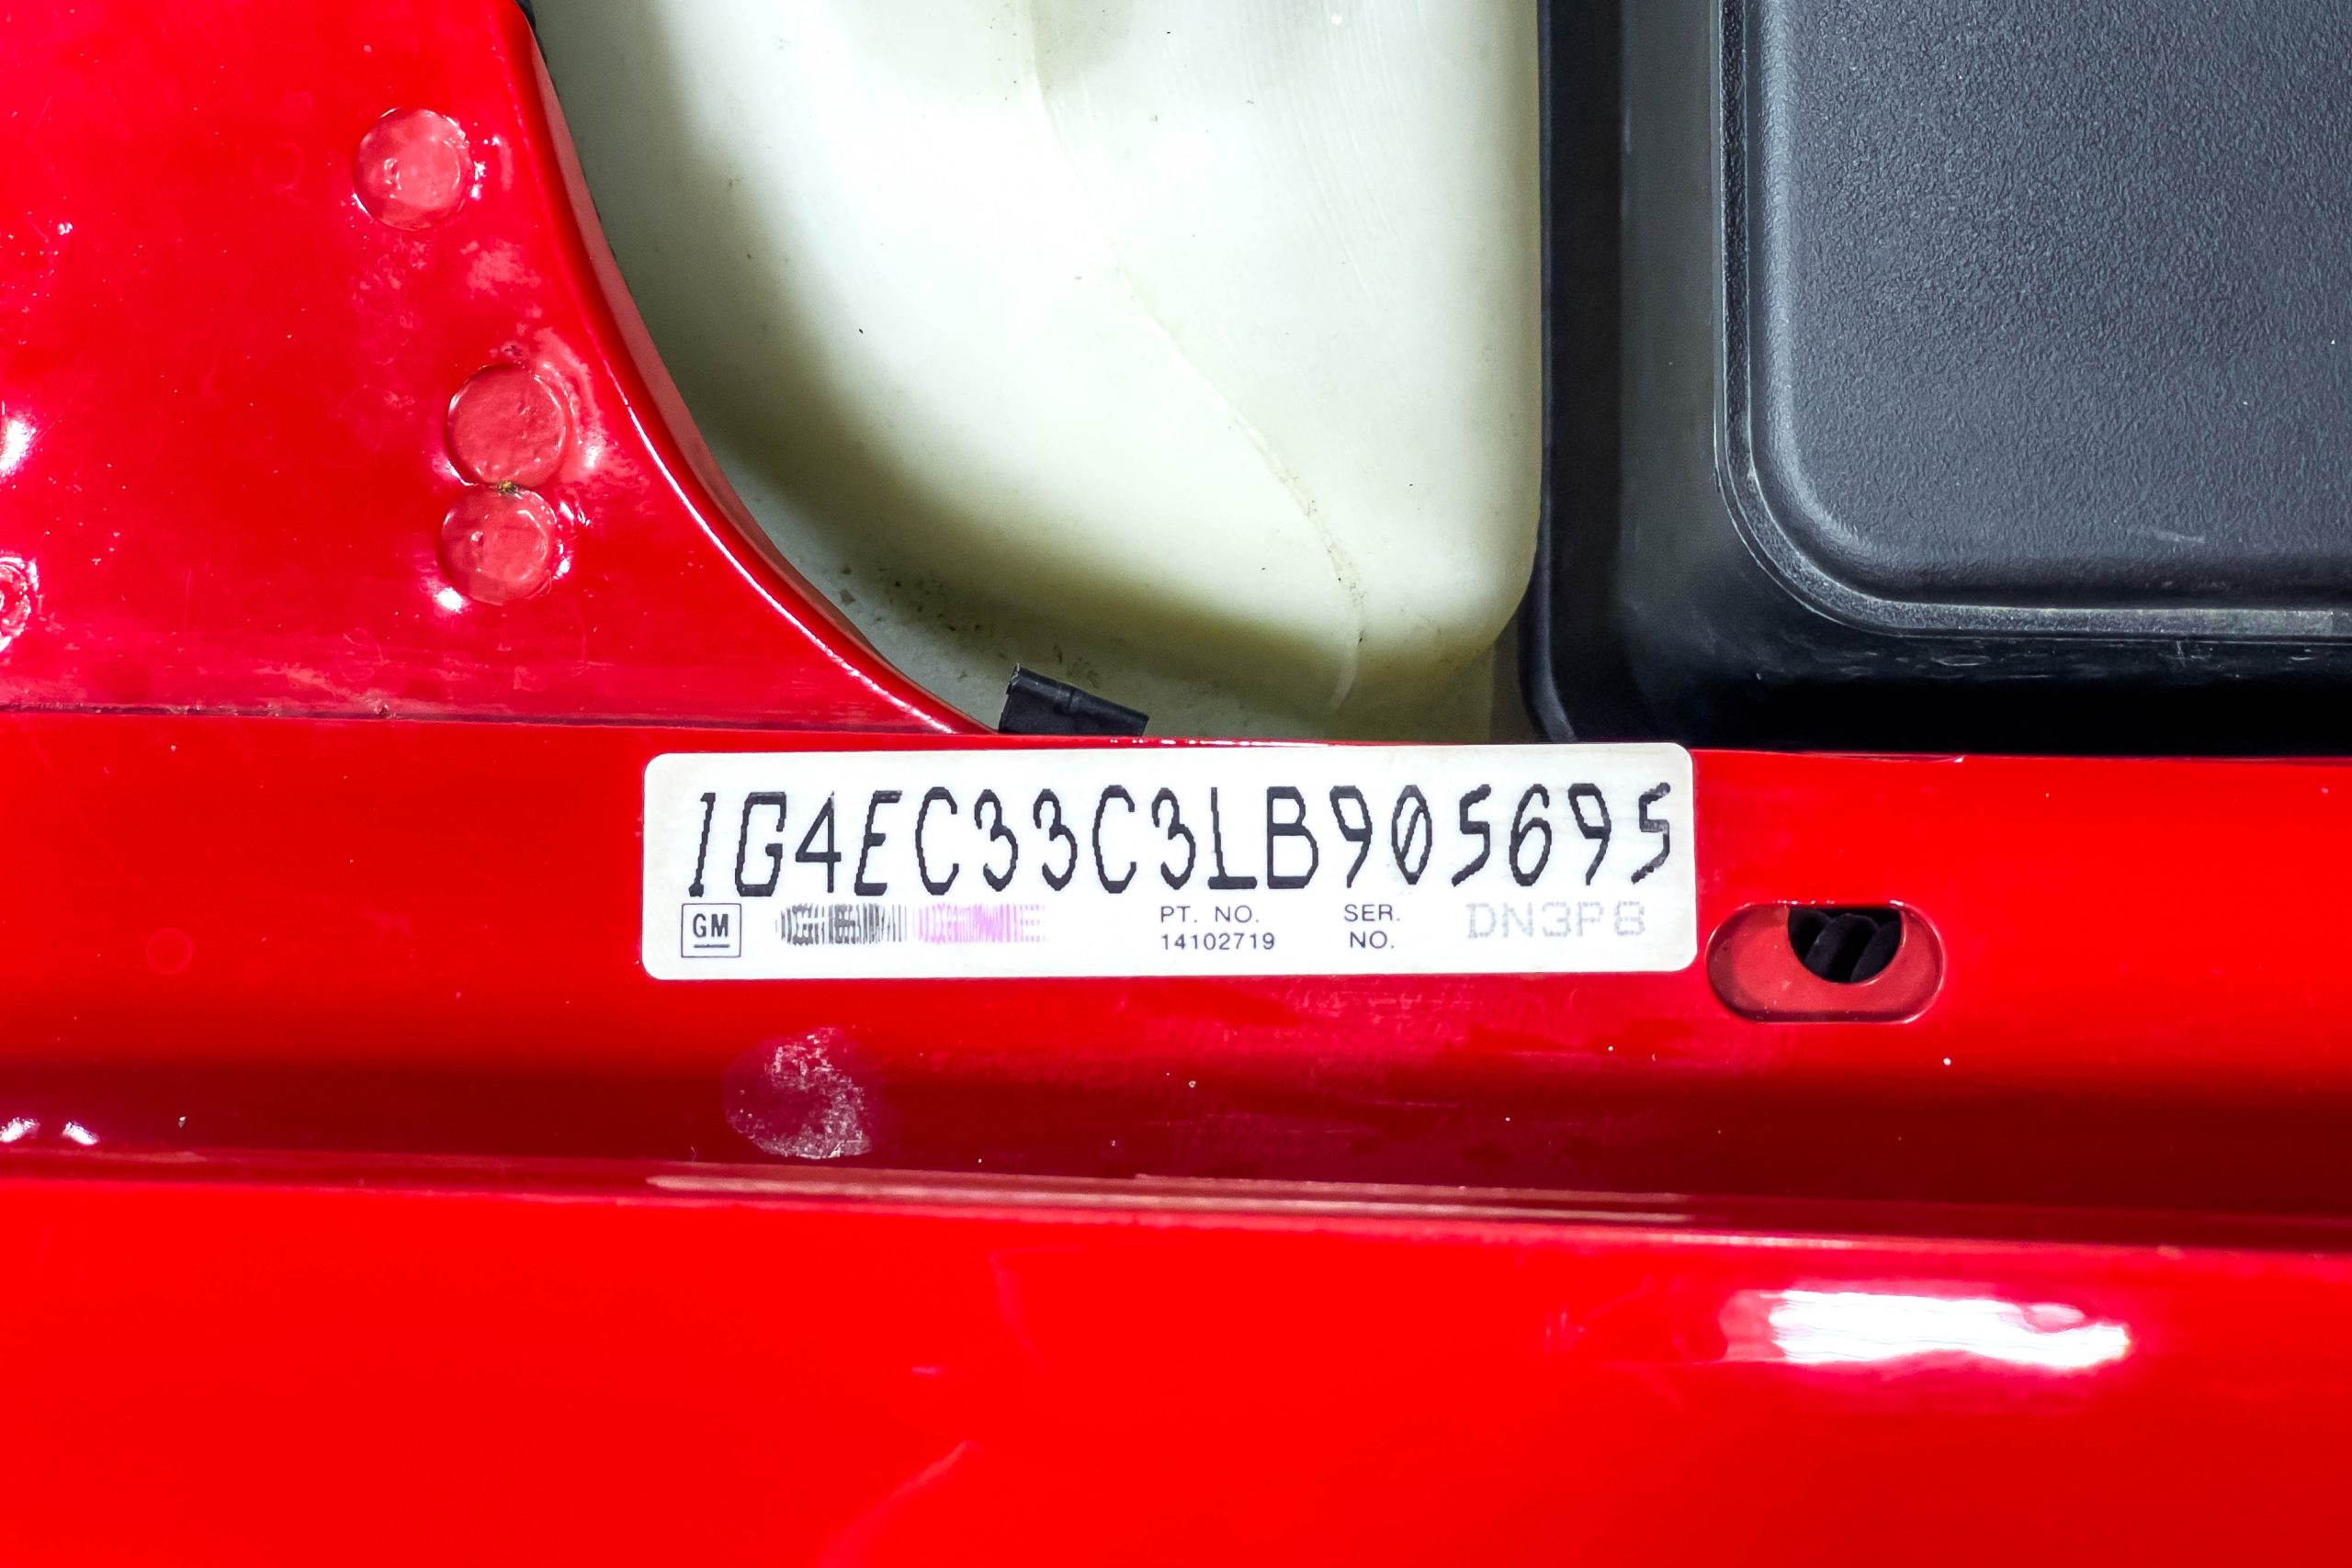 1G4EC33C3LB905695
GM
PT. NO.
14102719
SER.
NO.
DN3P8